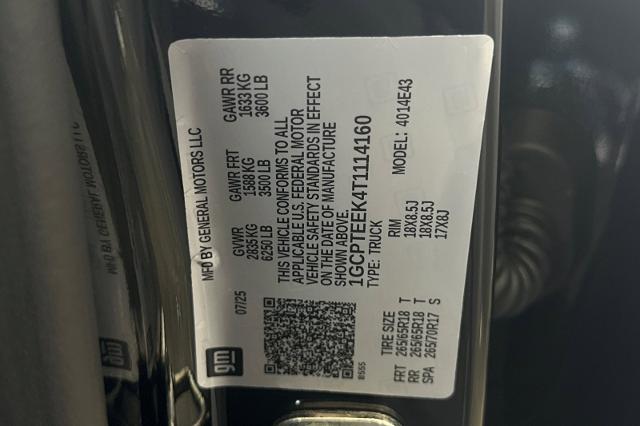 MFD BY GENERAL MOTORS LLC
07/25
GVWR GAWR FRT GAWR RR
2835 KG 1588 KG 1633 KG
6250 LB 3500 LB 3600 LB
THIS VEHICLE CONFORMS TO ALL
APPLICABLE U.S. FEDERAL MOTOR
VEHICLE SAFETY STANDARDS IN EFFECT
ON THE DATE OF MANUFACTURE
SHOWN ABOVE.
1GCPTEEK4T1114160
TYPE: TRUCK MODEL: 4014E43
TIRE SIZE RIM
FRT 265/65R18 T 18X8.5J
RR 265/65R18 T 18X8.5J
SPA 265/70R17 S 17X8J
gm